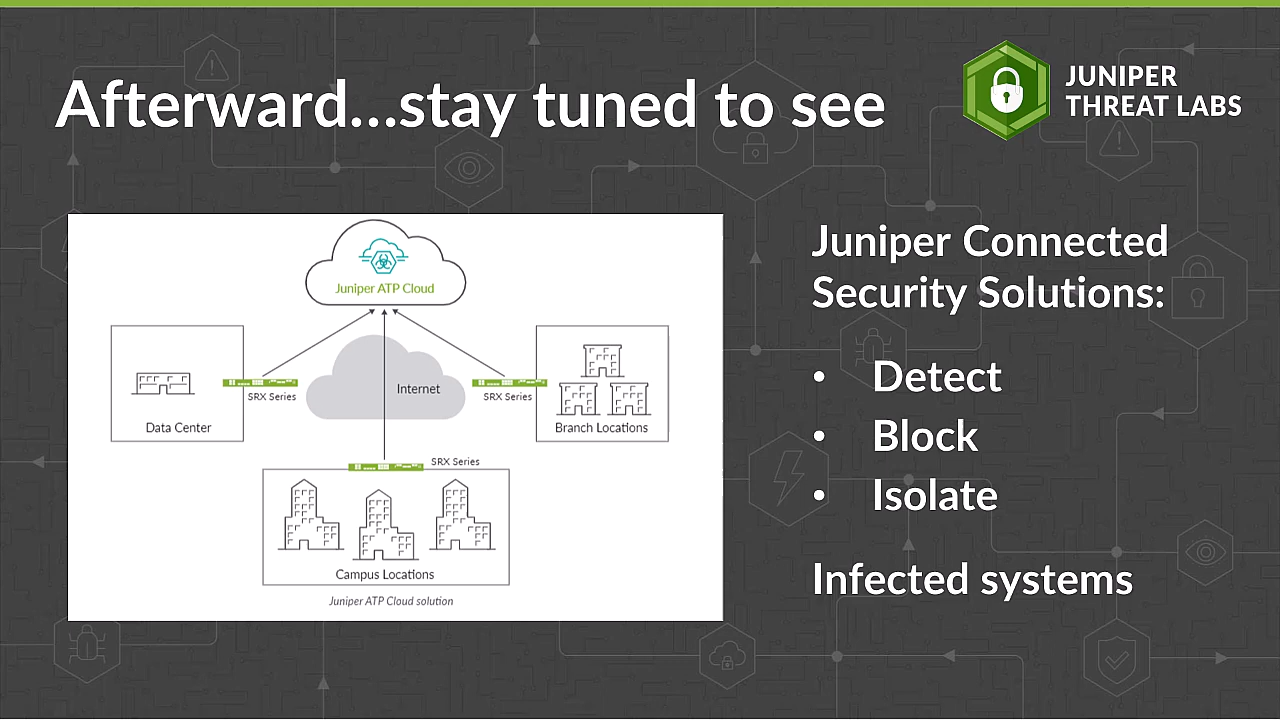 Afterward...stay tuned to see
JUNIPER
THREAT LABS
Juniper ATP Cloud
Internet
SRX Series
SRX Series
Data Center
Branch Locations
SRX Series
Campus Locations
Juniper ATP Cloud solution
Juniper Connected
Security Solutions:
• Detect
• Block
• Isolate
Infected systems